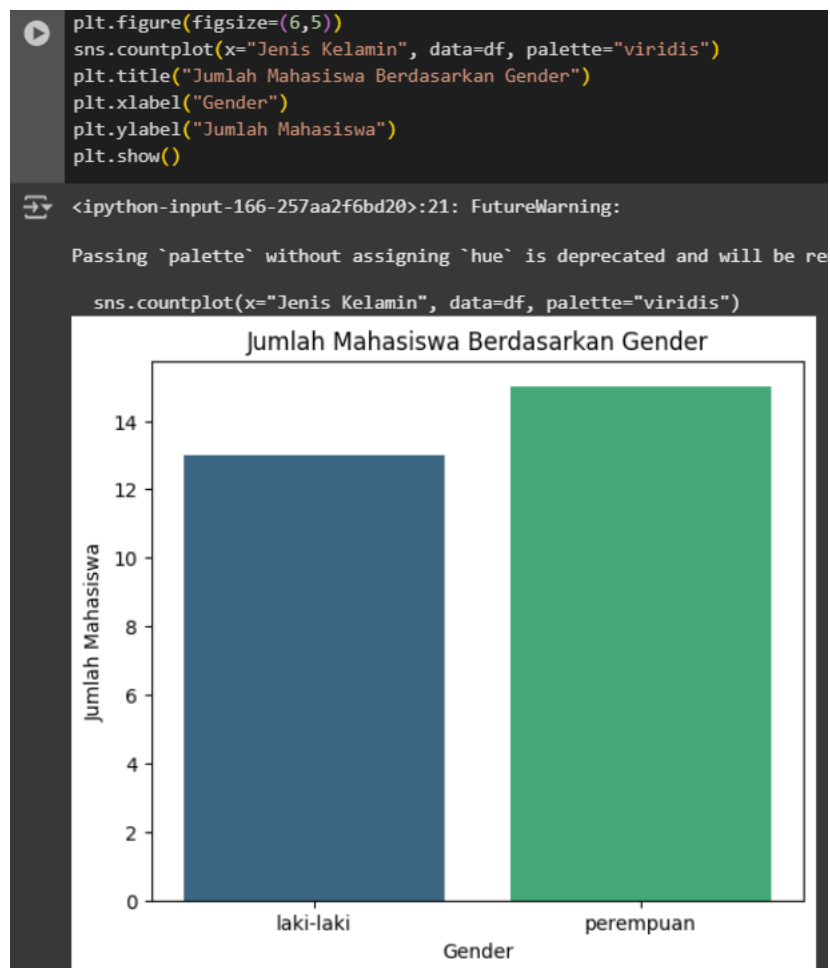 plt.figure(figsize=(6,5))
sns.countplot(x="Jenis Kelamin", data=df, palette="viridis")
plt.title("Jumlah Mahasiswa Berdasarkan Gender")
plt.xlabel("Gender")
plt.ylabel("Jumlah Mahasiswa")
plt.show()
<ipython-input-166-257aa2f6bd20>:21: FutureWarning:
Passing `palette` without assigning `hue` is deprecated and will be
sns.countplot(x="Jenis Kelamin", data=df, palette="viridis")
Jumlah Mahasiswa Berdasarkan Gender
Jumlah Mahasiswa
14
12
10
8
6
4
2
0
laki-laki perempuan
Gender